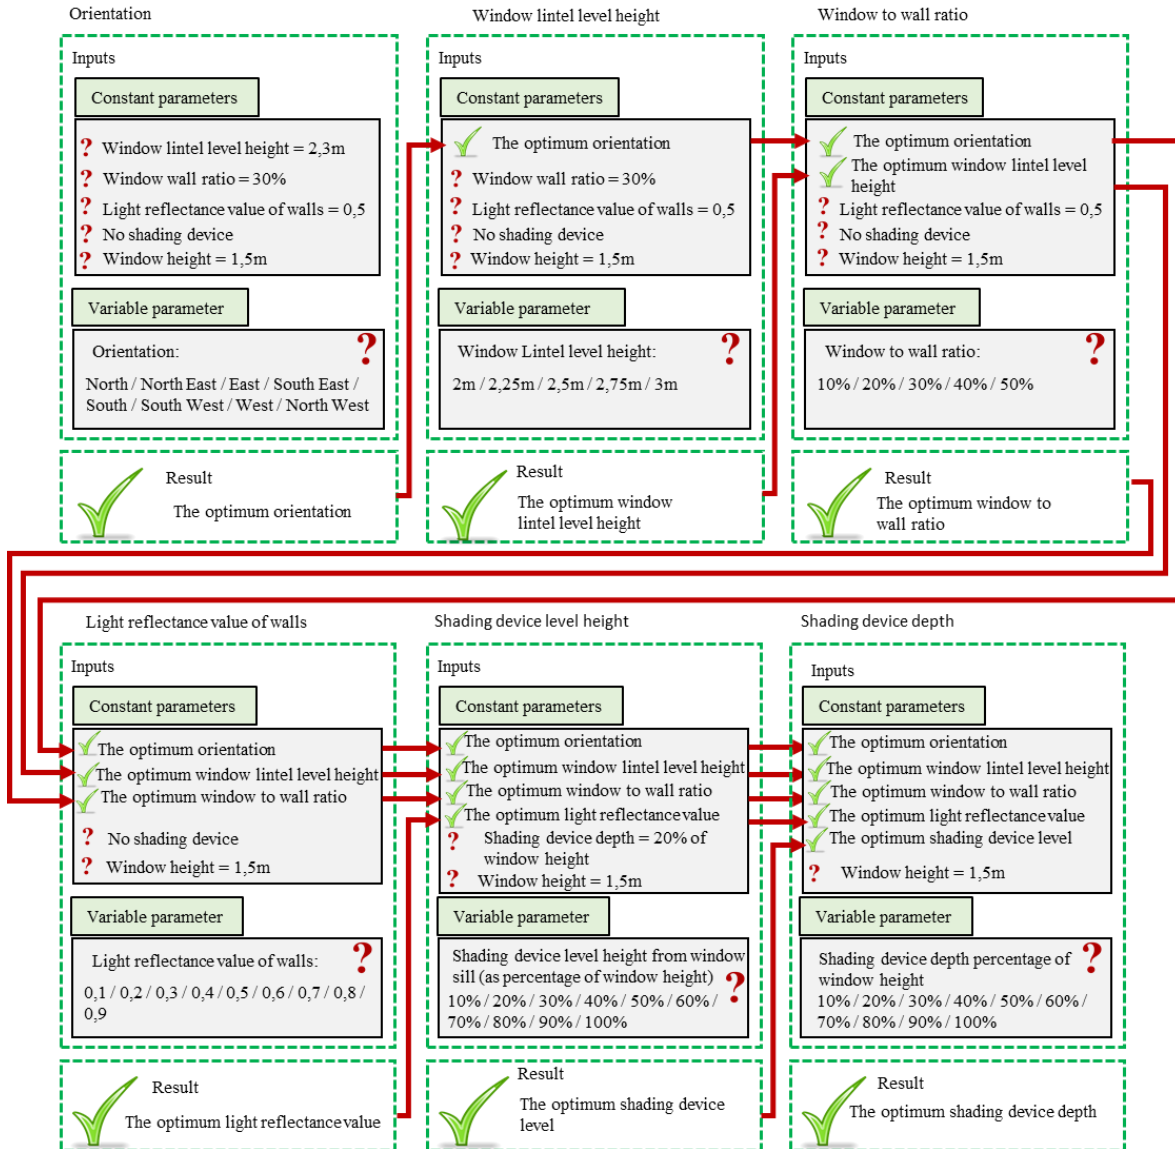 Orientation
Inputs
Constant parameters
? Window lintel level height = 2,3m
? Window wall ratio = 30%
? Light reflectance value of walls = 0,5
? No shading device
? Window height = 1,5m
Variable parameter
?
Orientation:
North / North East / East / South East /
South / South West / West / North West
Result
The optimum orientation
Window lintel level height
Inputs
Constant parameters
The optimum orientation
? Window wall ratio = 30%
? Light reflectance value of walls = 0,5
? No shading device
? Window height = 1,5m
Variable parameter
?
Window Lintel level height:
2m / 2,25m / 2,5m / 2,75m / 3m
Result
The optimum window
lintel level height
Window to wall ratio
Inputs
Constant parameters
The optimum orientation
The optimum window lintel level
height
? Light reflectance value of walls = 0,5
? No shading device
? Window height = 1,5m
Variable parameter
?
Window to wall ratio:
10% / 20% / 30% / 40% / 50%
Result
The optimum window to
wall ratio
Light reflectance value of walls
Inputs
Constant parameters
The optimum orientation
The optimum window lintel level height
The optimum window to wall ratio
? No shading device
? Window height = 1,5m
Variable parameter
?
Light reflectance value of walls:
0,1 / 0,2 / 0,3 / 0,4 / 0,5 / 0,6 / 0,7 / 0,8 /
0,9
Result
The optimum light reflectance value
Shading device level height
Inputs
Constant parameters
The optimum orientation
The optimum window lintel level height
The optimum window to wall ratio
The optimum light reflectance value
? Shading device depth = 20% of
window height
? Window height = 1,5m
Variable parameter
Shading device level height from window
sill (as percentage of window height)
?
10% / 20% / 30% / 40% / 50% / 60% /
70% / 80% / 90% / 100%
Result
The optimum shading device
level
Shading device depth
Inputs
Constant parameters
The optimum orientation
The optimum window lintel level height
The optimum window to wall ratio
The optimum light reflectance value
The optimum shading device level
? Window height = 1,5m
Variable parameter
?
Shading device depth percentage of
window height
10% / 20% / 30% / 40% / 50% / 60% /
70% / 80% / 90% / 100%
Result
The optimum shading device depth